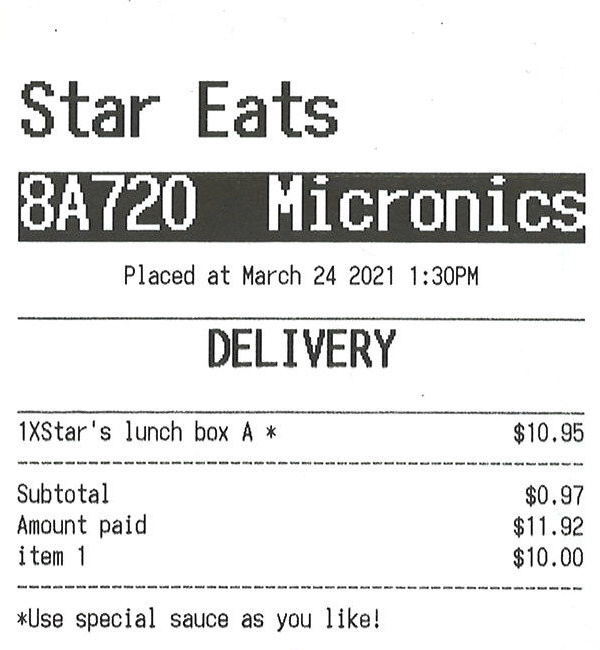 Star Eats
8A720 Micronics
Placed at March 24 2021 1:30PM
DELIVERY
1XStar's lunch box A * $10.95
Subtotal $0.97
Amount paid $11.92
item 1 $10.00
*Use special sauce as you like!